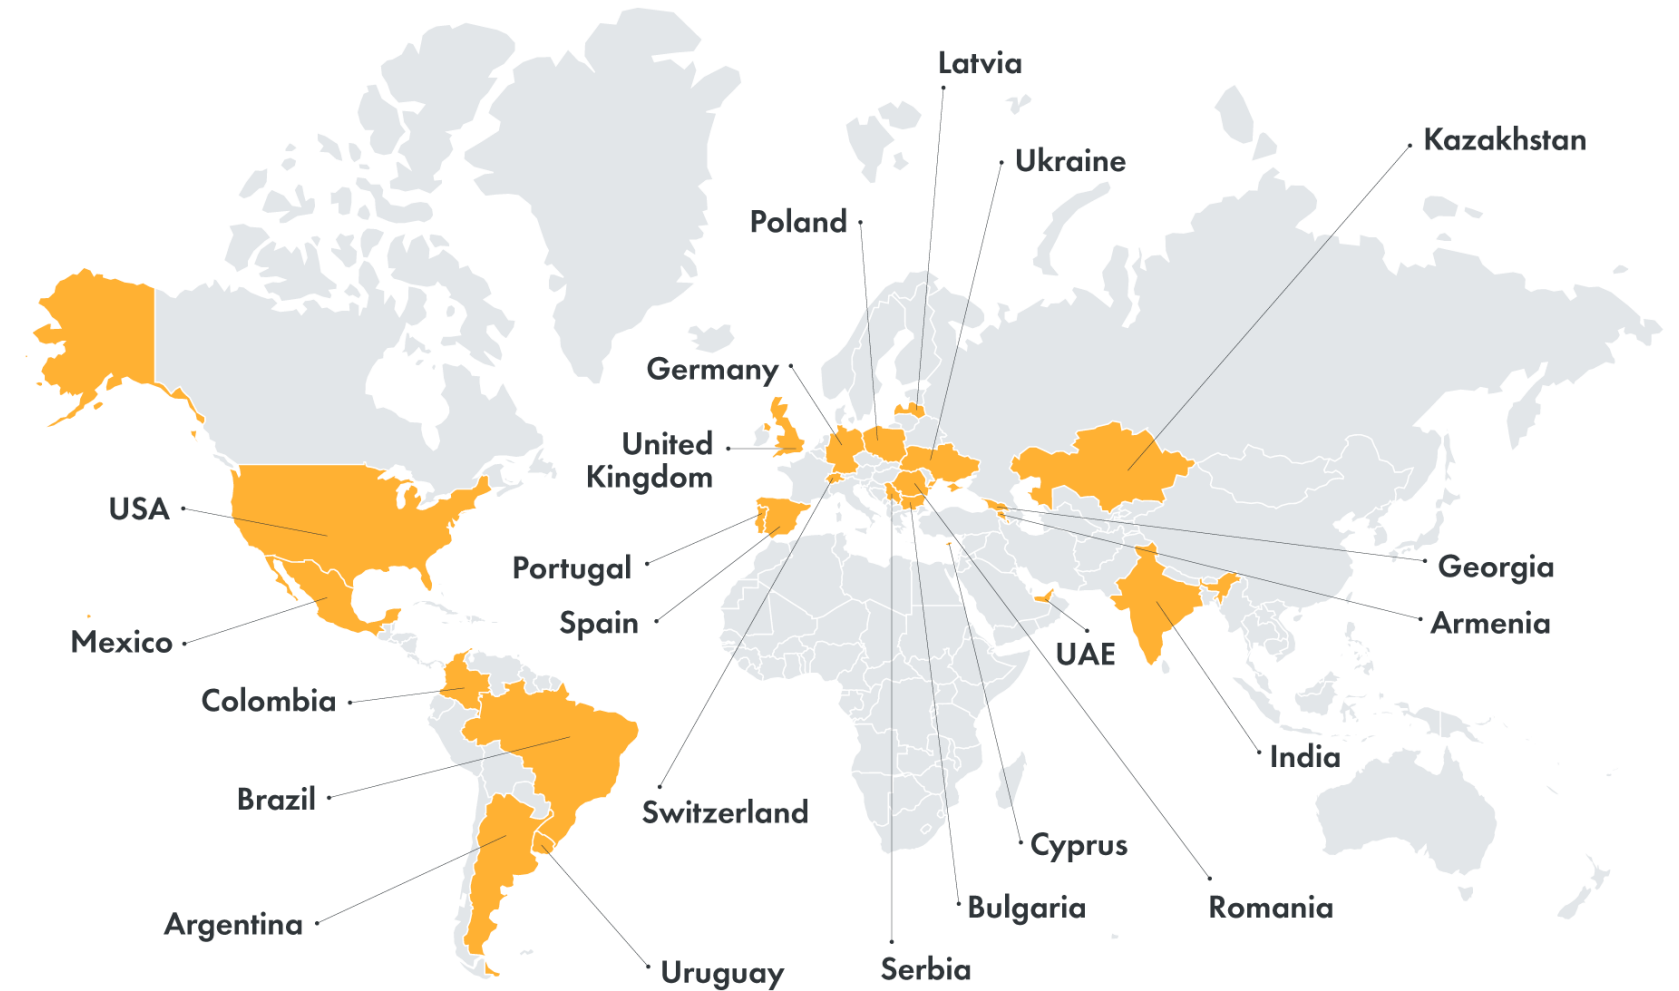 Latvia
Kazakhstan
Ukraine
Poland
Germany
United
Kingdom
USA
Portugal
Georgia
Spain
Armenia
Mexico
UAE
Colombia
India
Brazil
Switzerland
Cyprus
Bulgaria
Romania
Argentina
Serbia
Uruguay